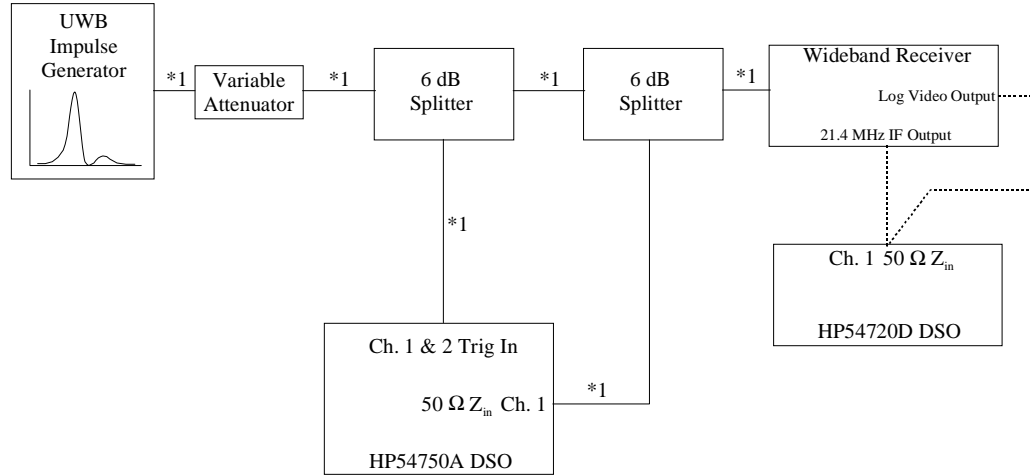 UWB
Impulse
Generator
*1
Variable
Attenuator
*1
6 dB
Splitter
*1
6 dB
Splitter
*1
Wideband Receiver
Log Video Output
21.4 MHz IF Output
*1
Ch. 1 50 Ω Zin
HP54720D DSO
Ch. 1 & 2 Trig In
50 Ω Zin Ch. 1
*1
HP54750A DSO